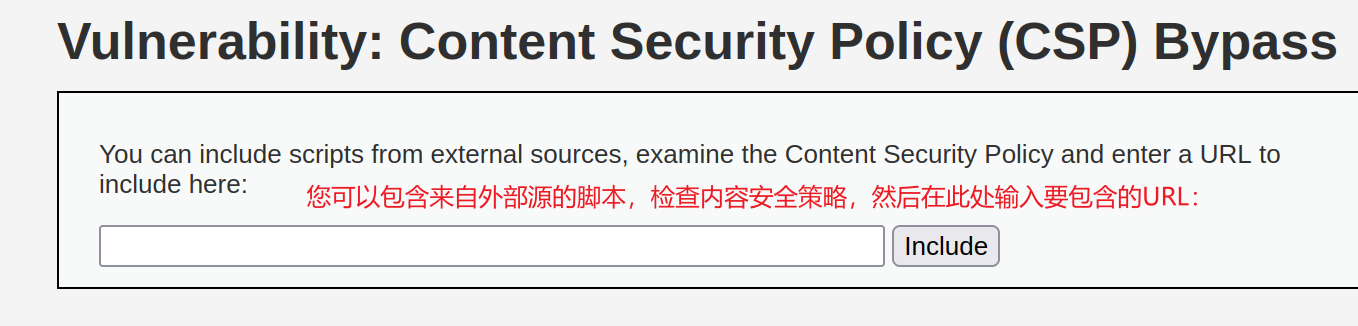 Vulnerability: Content Security Policy (CSP) Bypass
You can include scripts from external sources, examine the Content Security Policy and enter a URL to
include here:
您可以包含来自外部源的脚本，检查内容安全策略，然后在此处输入要包含的URL：
Include